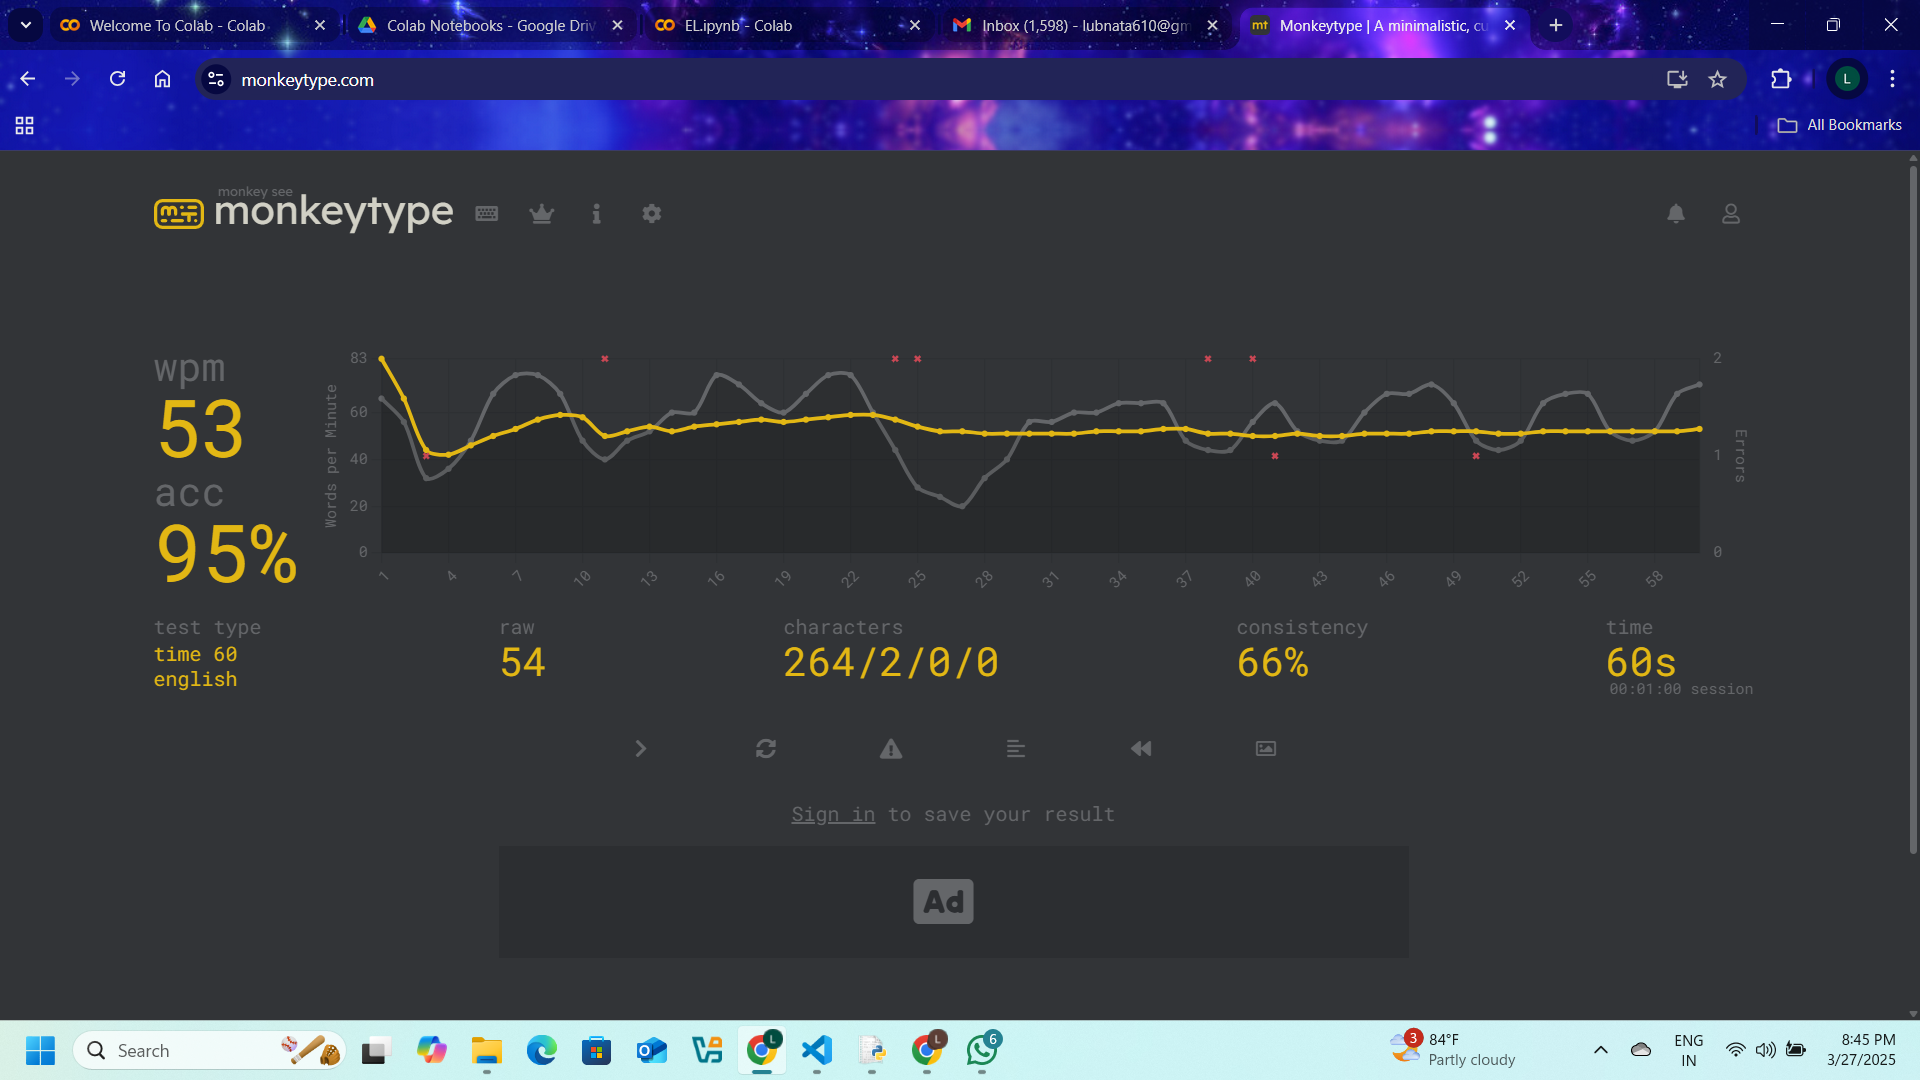 Welcome To Colab - Colab
Colab Notebooks - Google Driv
EL.ipynb - Colab
Inbox (1,598) - lubnata610@gm
mt
Monkeytype | A minimalistic, cu
monkeytype.com
L
All Bookmarks
monkey see
monkeytype
wpm
53
acc
95%
Words per Minute
83
60
40
20
0
2
1
0
Errors
1 4 7 10 13 16 19 22 25 28 31 34 37 40 43 46 49 52 55 58
test type
time 60
english
raw
54
characters
264/2/0/0
consistency
66%
time
60s
00:01:00 session
Sign in to save your result
Ad
Search
L
L
6
3
84°F
Partly cloudy
ENG
IN
8:45 PM
3/27/2025